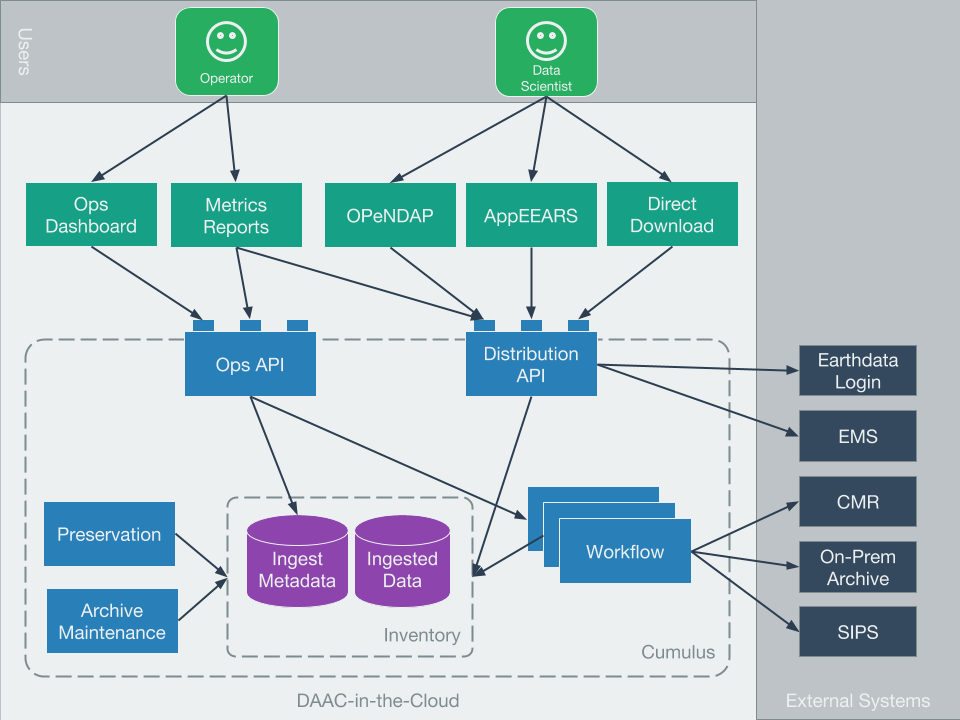 Users
Operator
Data
Scientist
Ops
Dashboard
Metrics
Reports
OPeNDAP
AppEEARS
Direct
Download
Ops API
Distribution
API
Earthdata
Login
EMS
CMR
On-Prem
Archive
SIPS
Preservation
Archive
Maintenance
Ingest
Metadata
Ingested
Data
Workflow
Inventory
Cumulus
DAAC-in-the-Cloud
External Systems